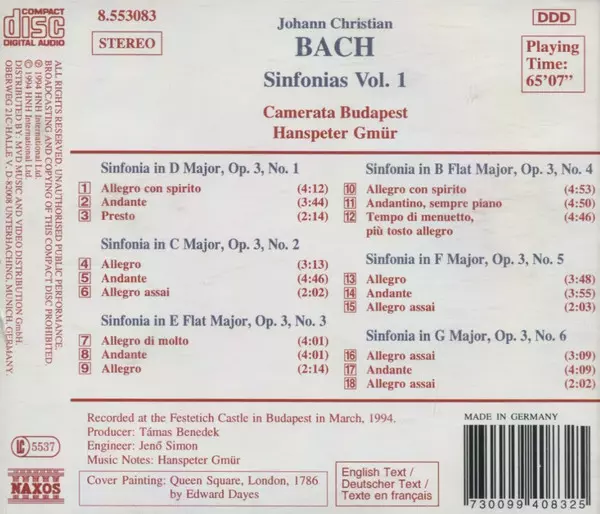 COMPACT
disc
DIGITAL AUDIO
8.553083
STEREO
Johann Christian
BACH
Sinfonias Vol. 1
Camerata Budapest
Hanspeter Gmür
DDD
Playing
Time:
65'07"
ALL RIGHTS RESERVED. UNAUTHORISED PUBLIC PERFORMANCE,
BROADCASTING AND COPYING OF THIS COMPACT DISC PROHIBITED.
℗ 1994 HNH International Ltd.
© 1994 HNH International Ltd.
DISTRIBUTED BY: MVD MUSIC AND VIDEO DISTRIBUTION GmbH,
OBERWEG 21C-HALLE V, D-82008 UNTERHACHING, MUNICH, GERMANY.
Sinfonia in D Major, Op. 3, No. 1
1 Allegro con spirito (4:12)
2 Andante (3:44)
3 Presto (2:14)
Sinfonia in C Major, Op. 3, No. 2
4 Allegro (3:13)
5 Andante (4:46)
6 Allegro assai (2:02)
Sinfonia in E Flat Major, Op. 3, No. 3
7 Allegro di molto (4:01)
8 Andante (4:01)
9 Allegro (2:14)
Sinfonia in B Flat Major, Op. 3, No. 4
10 Allegro con spirito (4:53)
11 Andantino, sempre piano (4:50)
12 Tempo di menuetto, (4:46)
più tosto allegro
Sinfonia in F Major, Op. 3, No. 5
13 Allegro (3:48)
14 Andante (3:55)
15 Allegro assai (2:03)
Sinfonia in G Major, Op. 3, No. 6
16 Allegro assai (3:09)
17 Andante (4:09)
18 Allegro assai (2:02)
Recorded at the Festetich Castle in Budapest in March, 1994.
Producer: Támas Benedek
Engineer: Jenő Simon
Music Notes: Hanspeter Gmür
LC 5537
NAXOS
Cover Painting: Queen Square, London, 1786
by Edward Dayes
English Text /
Deutscher Text /
Texte en français
MADE IN GERMANY
730099 408325